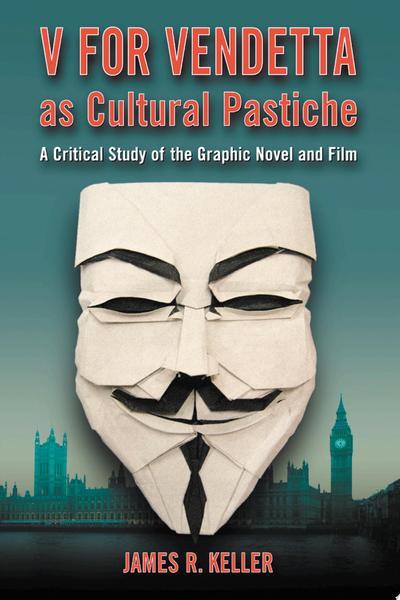 V FOR VENDETTA
as Cultural Pastiche
A Critical Study of the Graphic Novel and Film
JAMES R. KELLER